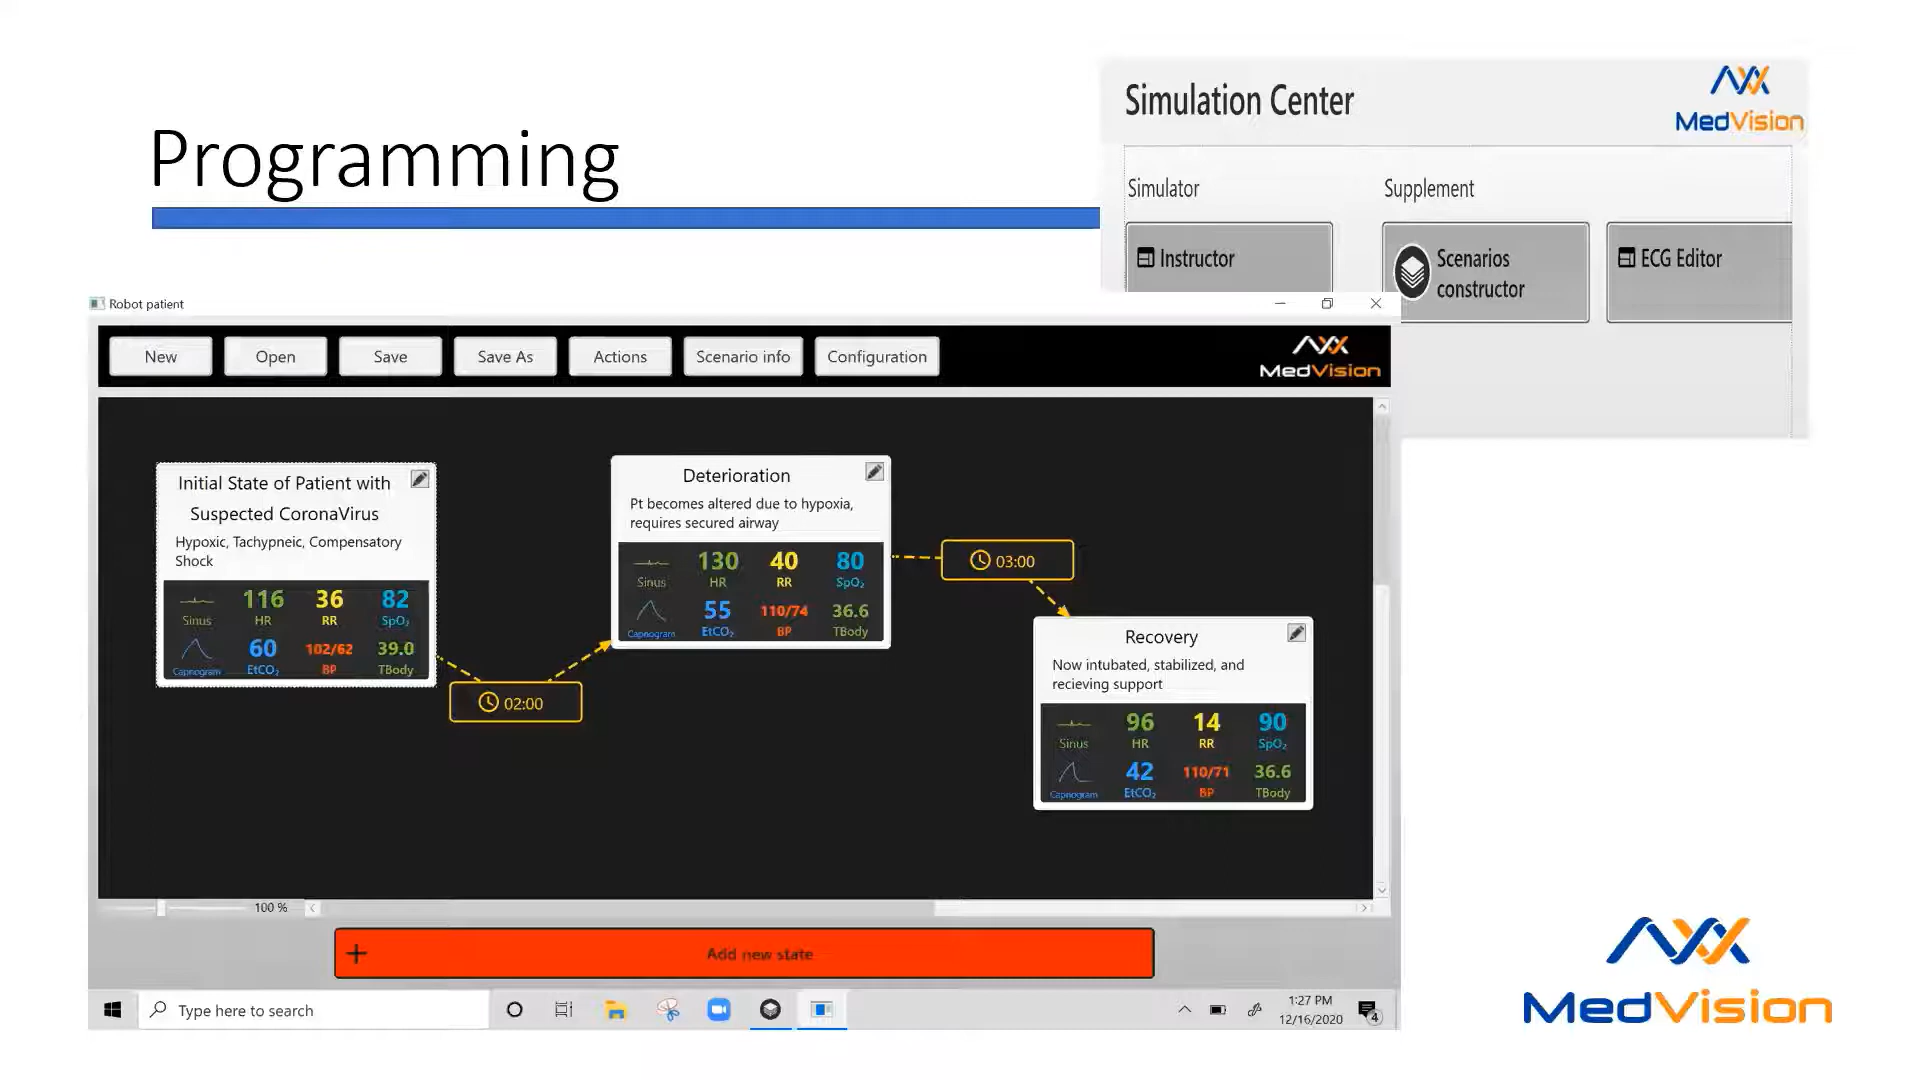 Programming
Simulation Center
MedVision
Simulator
Supplement
Instructor
Scenarios
constructor
ECG Editor
Robot patient
New
Open
Save
Save As
Actions
Scenario info
Configuration
MedVision
Initial State of Patient with
Suspected CoronaVirus
Hypoxic, Tachypneic, Compensatory
Shock
116 36 82
Sinus HR RR SpO₂
60 102/62 39.0
Capnogram EtCO₂ BP TBody
02:00
Deterioration
Pt becomes altered due to hypoxia,
requires secured airway
130 40 80
Sinus HR RR SpO₂
55 110/74 36.6
Capnogram EtCO₂ BP TBody
03:00
Recovery
Now intubated, stabilized, and
recieving support
96 14 90
Sinus HR RR SpO₂
42 110/71 36.6
Capnogram EtCO₂ BP TBody
100 %
Add new state
Type here to search
1:27 PM
12/16/2020
4
MedVision